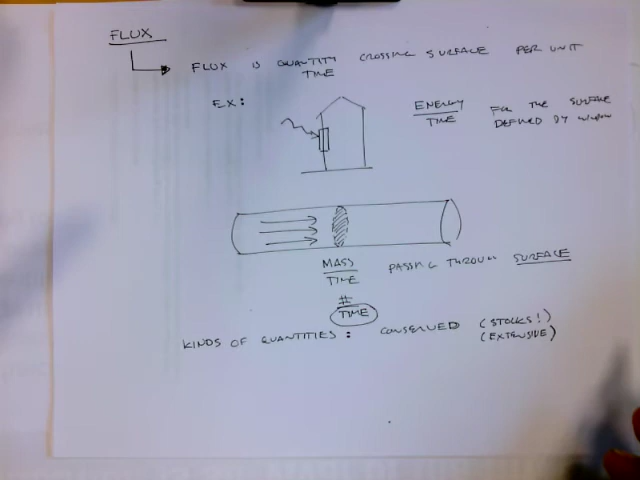 FLUX
FLUX IS QUANTITY CROSSING SURFACE PER UNIT
TIME
EX:
ENERGY
TIME
FOR THE SURFACE
DEFINED BY WINDOW
MASS
TIME
PASSING THROUGH SURFACE
#
TIME
KINDS OF QUANTITIES: CONSERVED (STOCKS!)
(EXTENSIVE)